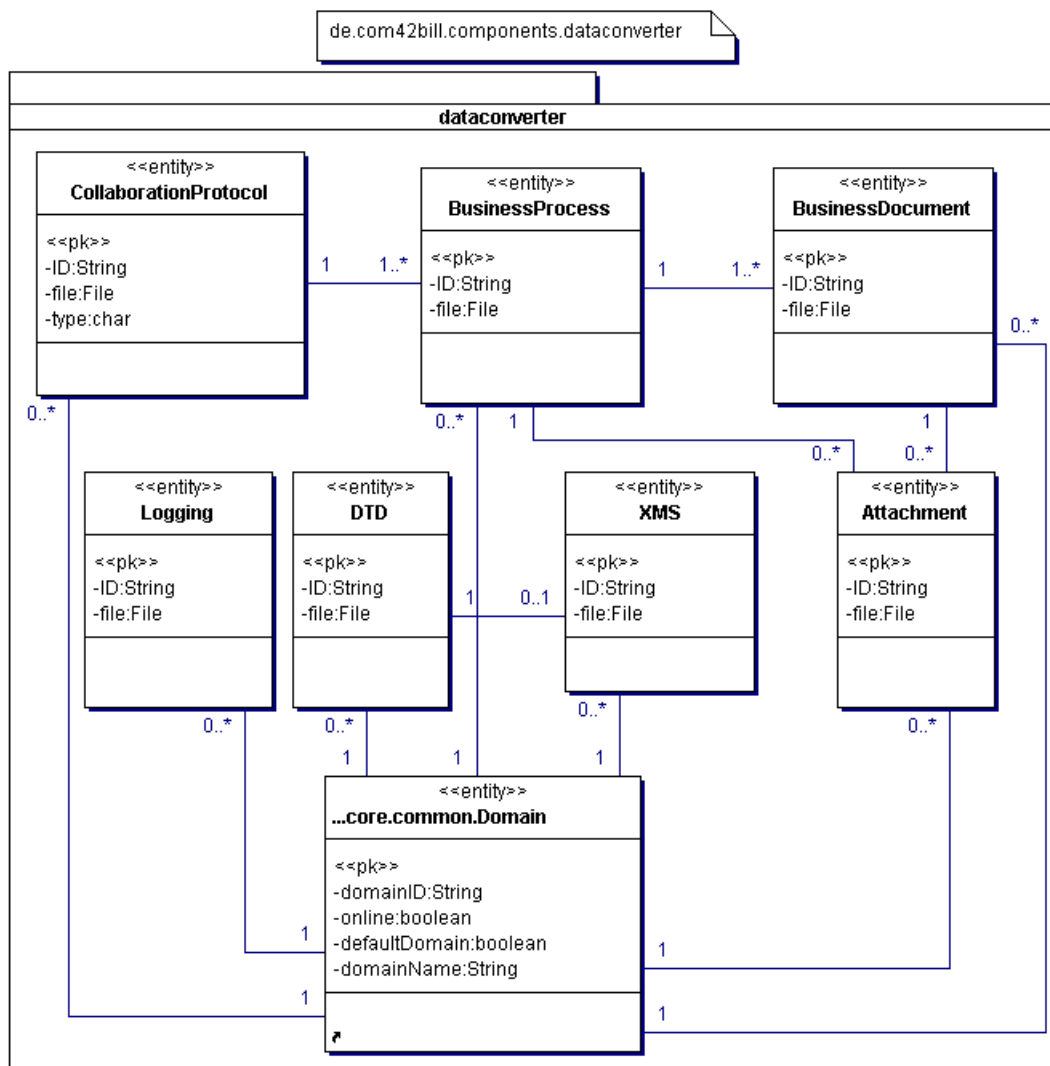 de.com42bill.components.dataconverter
dataconverter
<<entity>>
CollaborationProtocol
<<pk>>
-ID:String
-file:File
-type:char
1
1..*
<<entity>>
BusinessProcess
<<pk>>
-ID:String
-file:File
1
1..*
<<entity>>
BusinessDocument
<<pk>>
-ID:String
-file:File
0..*
0..*
0..*
1
0..*
1
0..*
<<entity>>
Logging
<<pk>>
-ID:String
-file:File
<<entity>>
DTD
<<pk>>
-ID:String
-file:File
1
0..1
<<entity>>
XMS
<<pk>>
-ID:String
-file:File
<<entity>>
Attachment
<<pk>>
-ID:String
-file:File
0..*
0..*
0..*
0..*
1
1
1
<<entity>>
...core.common.Domain
<<pk>>
-domainID:String
-online:boolean
-defaultDomain:boolean
-domainName:String
1
1
1
1